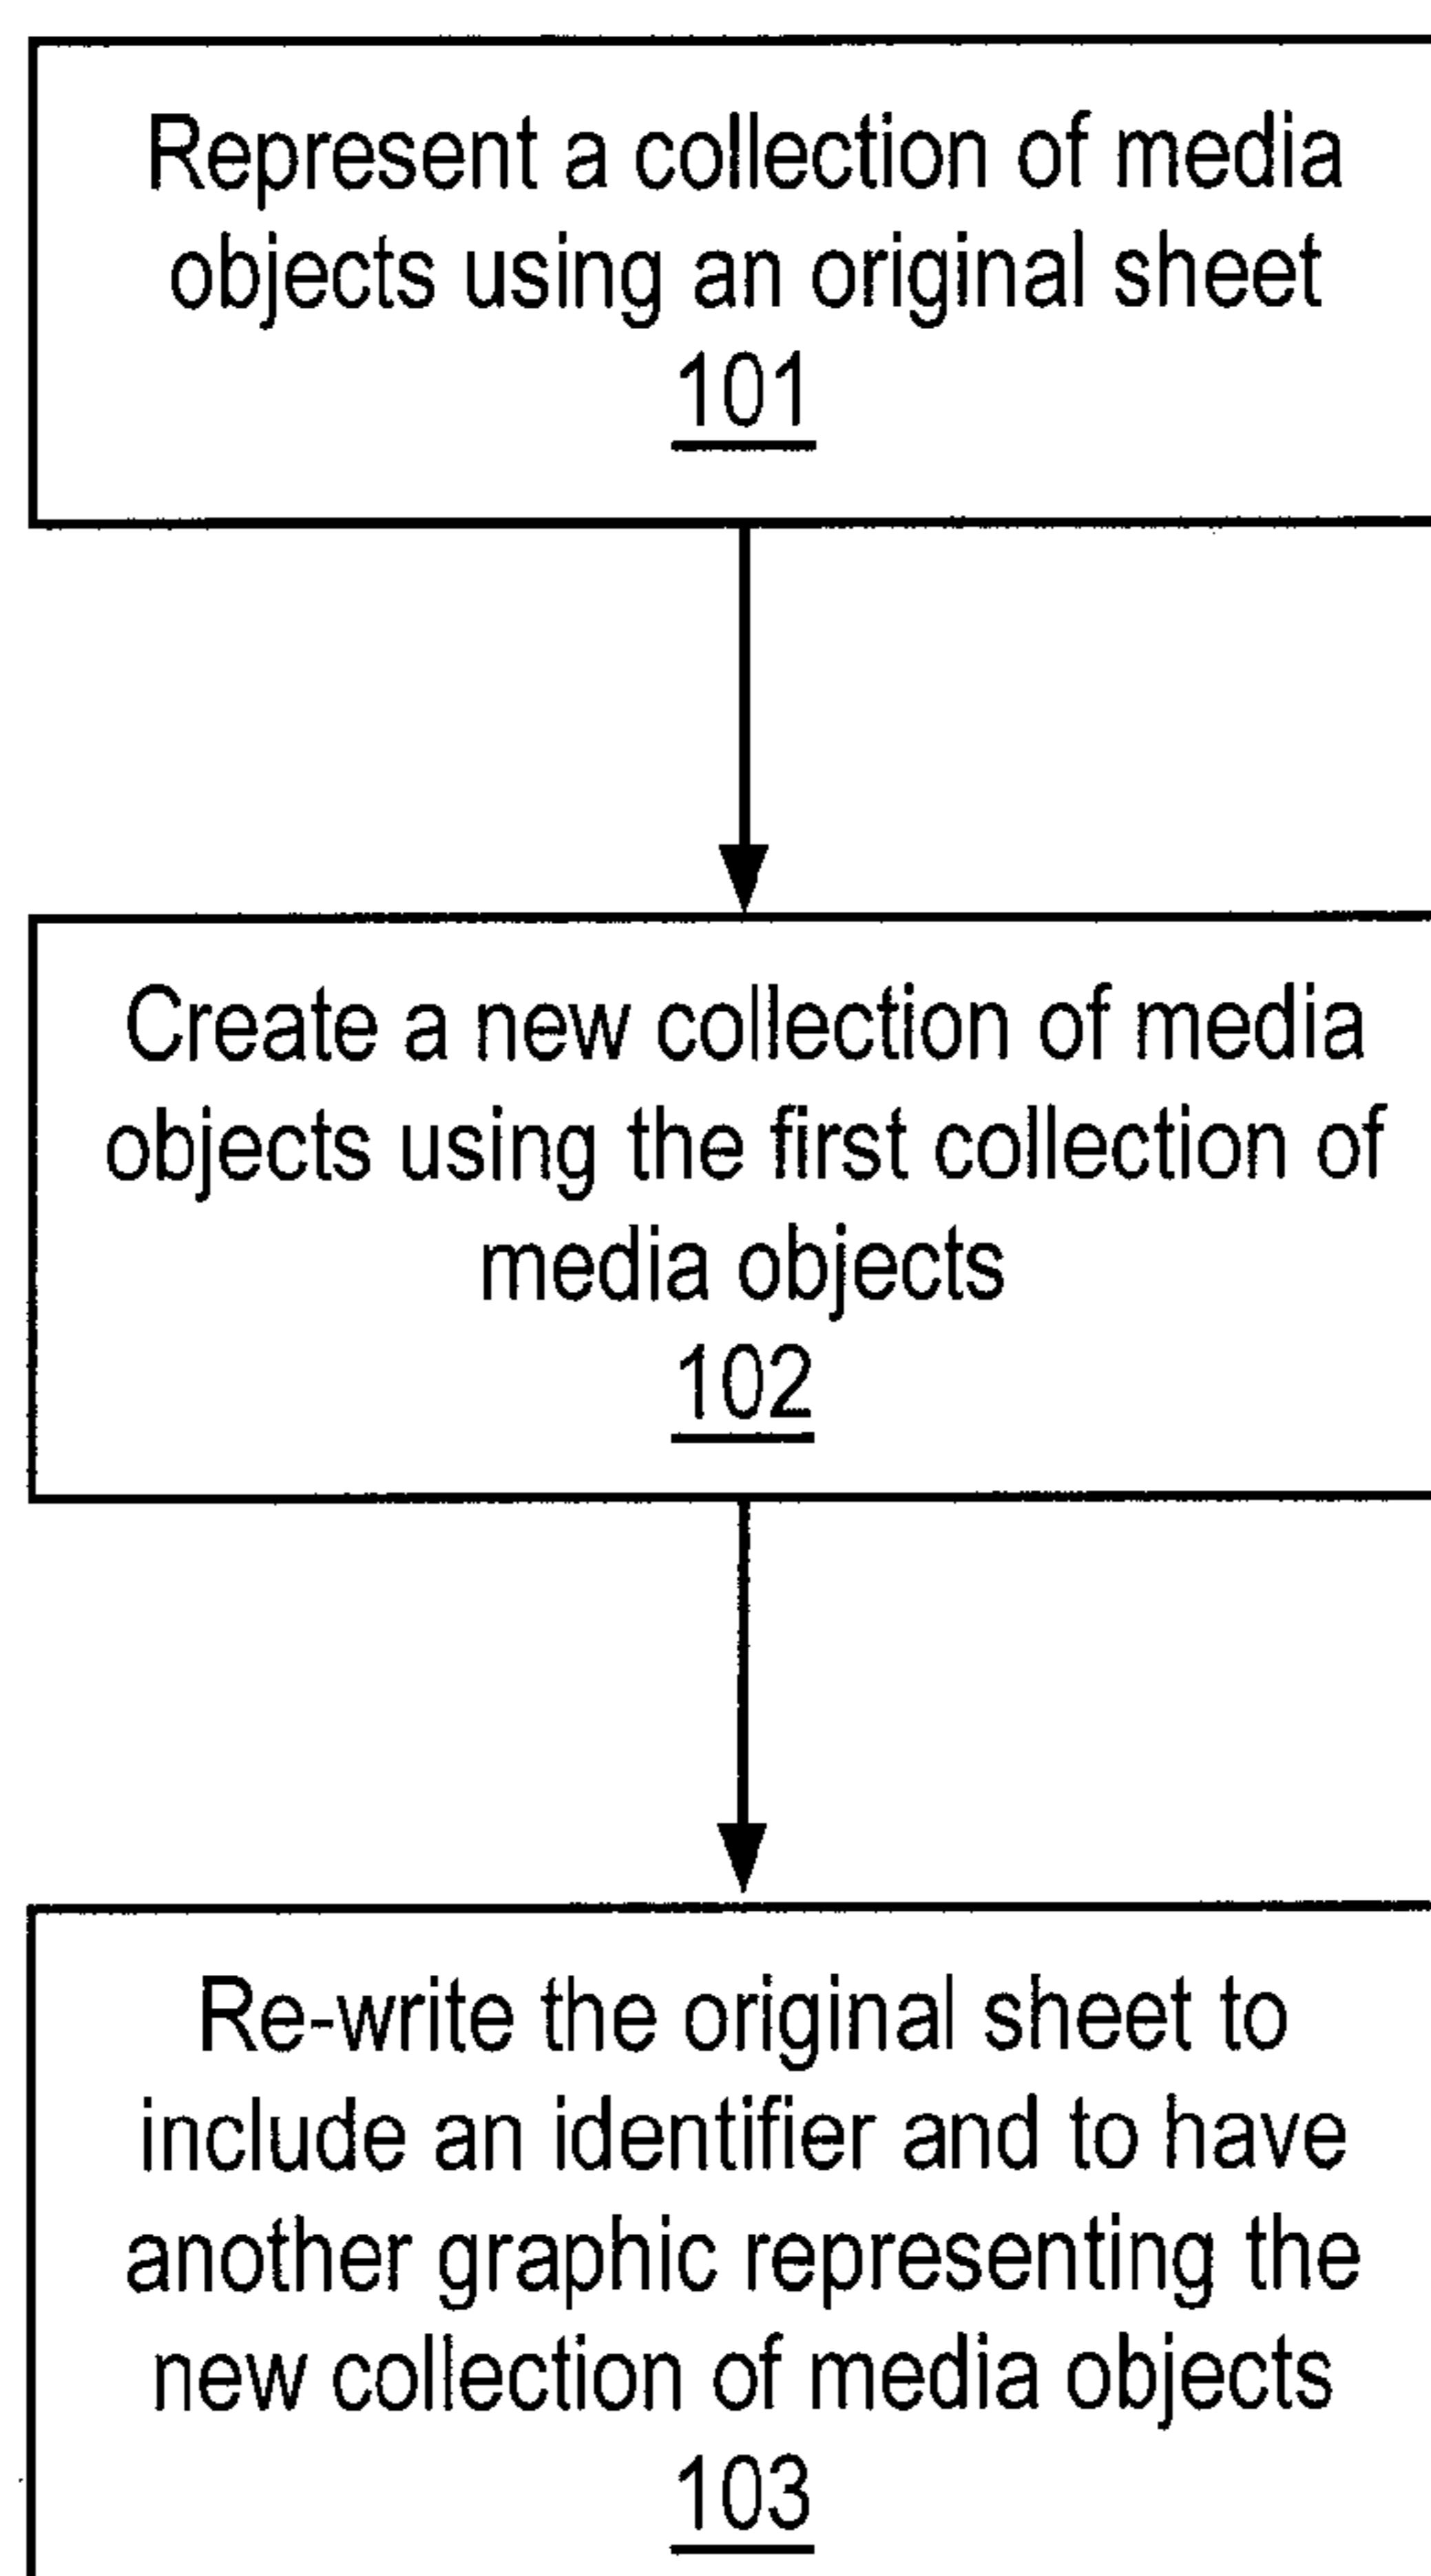 Represent a collection of media
objects using an original sheet
101
Create a new collection of media
objects using the first collection of
media objects
102
Re-write the original sheet to
include an identifier and to have
another graphic representing the
new collection of media objects
103